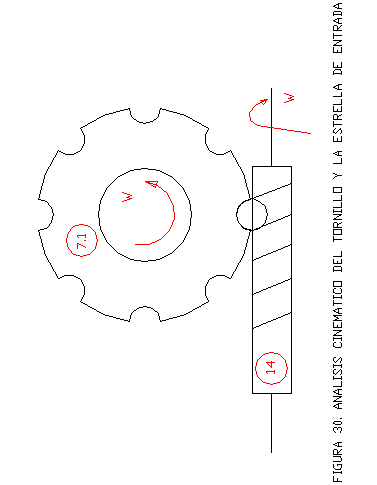 W
7.1
W
14
FIGURA 30. ANALISIS CINEMATICO DEL TORNILLO Y LA ESTRELLA DE ENTRADA